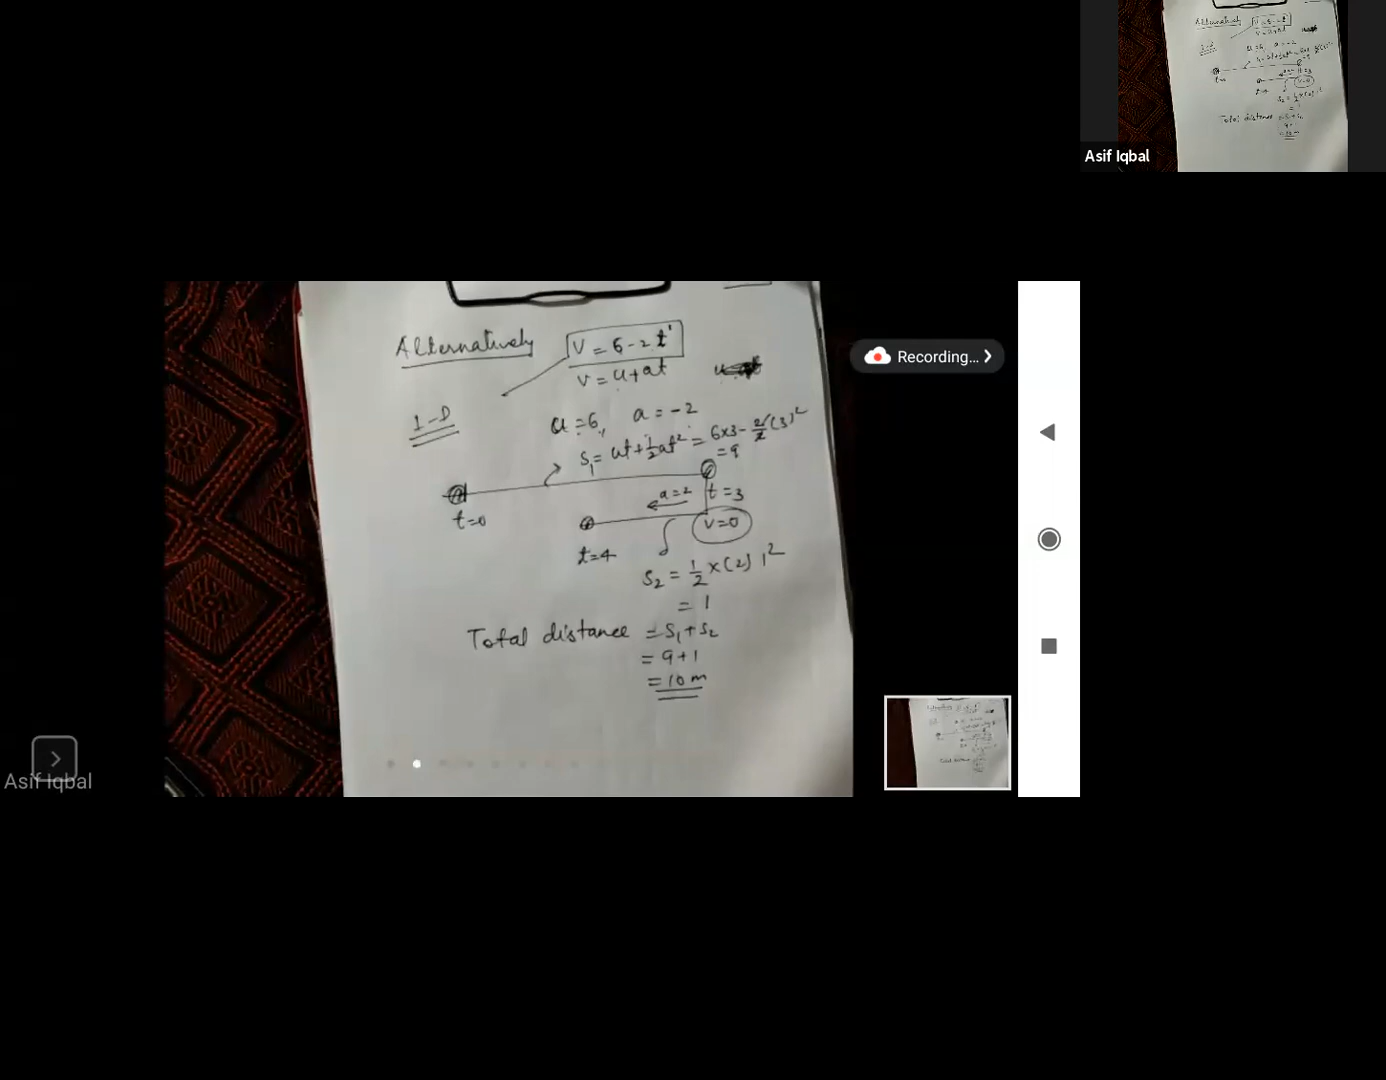 Asif Iqbal
Recording...
Alternatively
V = 6 - 2t'
V = u + at
1-D
u = 6, a = -2
S₁ = ut + ½at² = 6×3 - 2/2(3)²
= 9
a = 2
t = 3
t = 0
V = 0
t = 4
S₂ = ½ × (2) 1²
= 1
Total distance = S₁ + S₂
= 9 + 1
= 10 m
Asif Iqbal